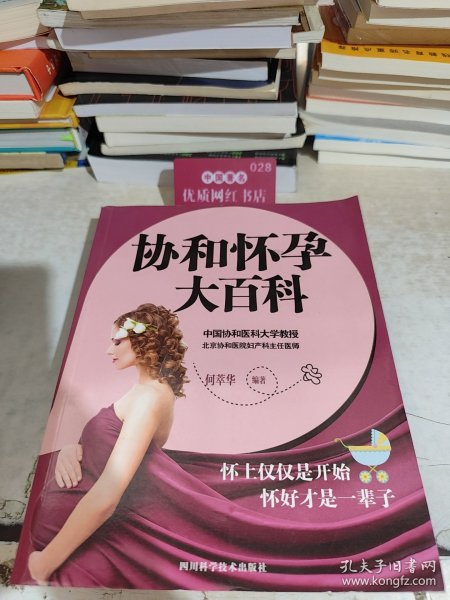 028
中国著名
优质网红书店
协和怀孕
大百科
中国协和医科大学教授
北京协和医院妇产科主任医师
何萃华 编著
怀上仅仅是开始
怀好才是一辈子
四川科学技术出版社
孔夫子旧书网
www.kongfz.com